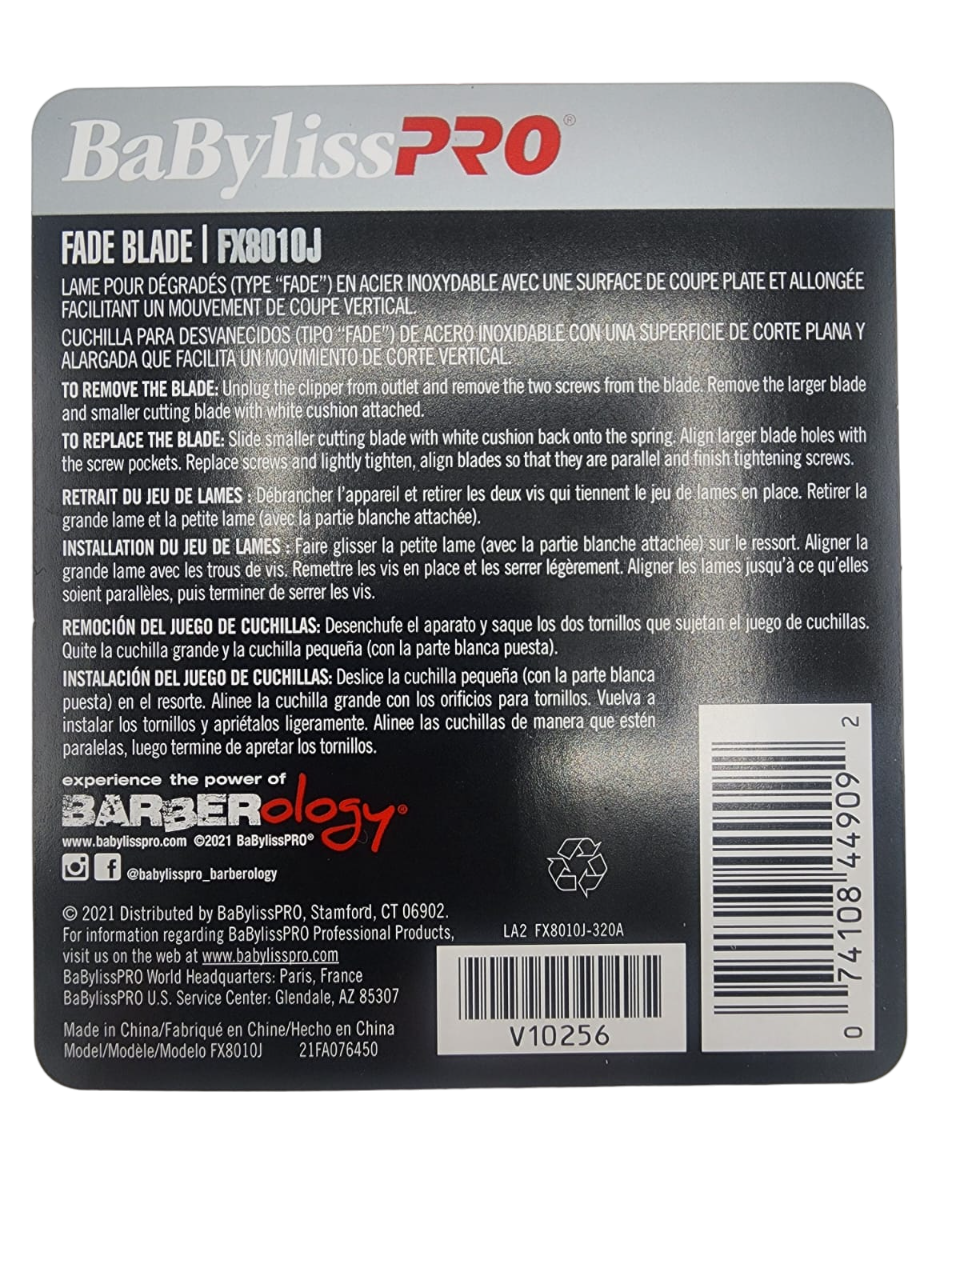 BaBylissPRO®
FADE BLADE | FX8010J
LAME POUR DÉGRADÉS (TYPE “FADE”) EN ACIER INOXYDABLE AVEC UNE SURFACE DE COUPE PLATE ET ALLONGÉE
FACILITANT UN MOUVEMENT DE COUPE VERTICAL.
CUCHILLA PARA DESVANECIDOS (TIPO “FADE”) DE ACERO INOXIDABLE CON UNA SUPERFICIE DE CORTE PLANA Y
ALARGADA QUE FACILITA UN MOVIMIENTO DE CORTE VERTICAL.
TO REMOVE THE BLADE: Unplug the clipper from outlet and remove the two screws from the blade. Remove the larger blade
and smaller cutting blade with white cushion attached.
TO REPLACE THE BLADE: Slide smaller cutting blade with white cushion back onto the spring. Align larger blade holes with
the screw pockets. Replace screws and lightly tighten, align blades so that they are parallel and finish tightening screws.
RETRAIT DU JEU DE LAMES : Débrancher l’appareil et retirer les deux vis qui tiennent le jeu de lames en place. Retirer la
grande lame et la petite lame (avec la partie blanche attachée).
INSTALLATION DU JEU DE LAMES : Faire glisser la petite lame (avec la partie blanche attachée) sur le ressort. Aligner la
grande lame avec les trous de vis. Remettre les vis en place et les serrer légèrement. Aligner les lames jusqu’à ce qu’elles
soient parallèles, puis terminer de serrer les vis.
REMOCIÓN DEL JUEGO DE CUCHILLAS: Desenchufe el aparato y saque los dos tornillos que sujetan el juego de cuchillas.
Quite la cuchilla grande y la cuchilla pequeña (con la parte blanca puesta).
INSTALACIÓN DEL JUEGO DE CUCHILLAS: Deslice la cuchilla pequeña (con la parte blanca
puesta) en el resorte. Alinee la cuchilla grande con los orificios para tornillos. Vuelva a
instalar los tornillos y apriétalos ligeramente. Alinee las cuchillas de manera que estén
paralelas, luego termine de apretar los tornillos.
experience the power of
BARBERology®
www.babylisspro.com ©2021 BaBylissPRO®
@babylisspro_barberology
© 2021 Distributed by BaBylissPRO, Stamford, CT 06902.
For information regarding BaBylissPRO Professional Products,
visit us on the web at www.babylisspro.com
BaBylissPRO World Headquarters: Paris, France
BaBylissPRO U.S. Service Center: Glendale, AZ 85307
Made in China/Fabriqué en Chine/Hecho en China
Model/Modèle/Modelo FX8010J 21FA076450
LA2 FX8010J-320A
V10256
0 74108 44909 2